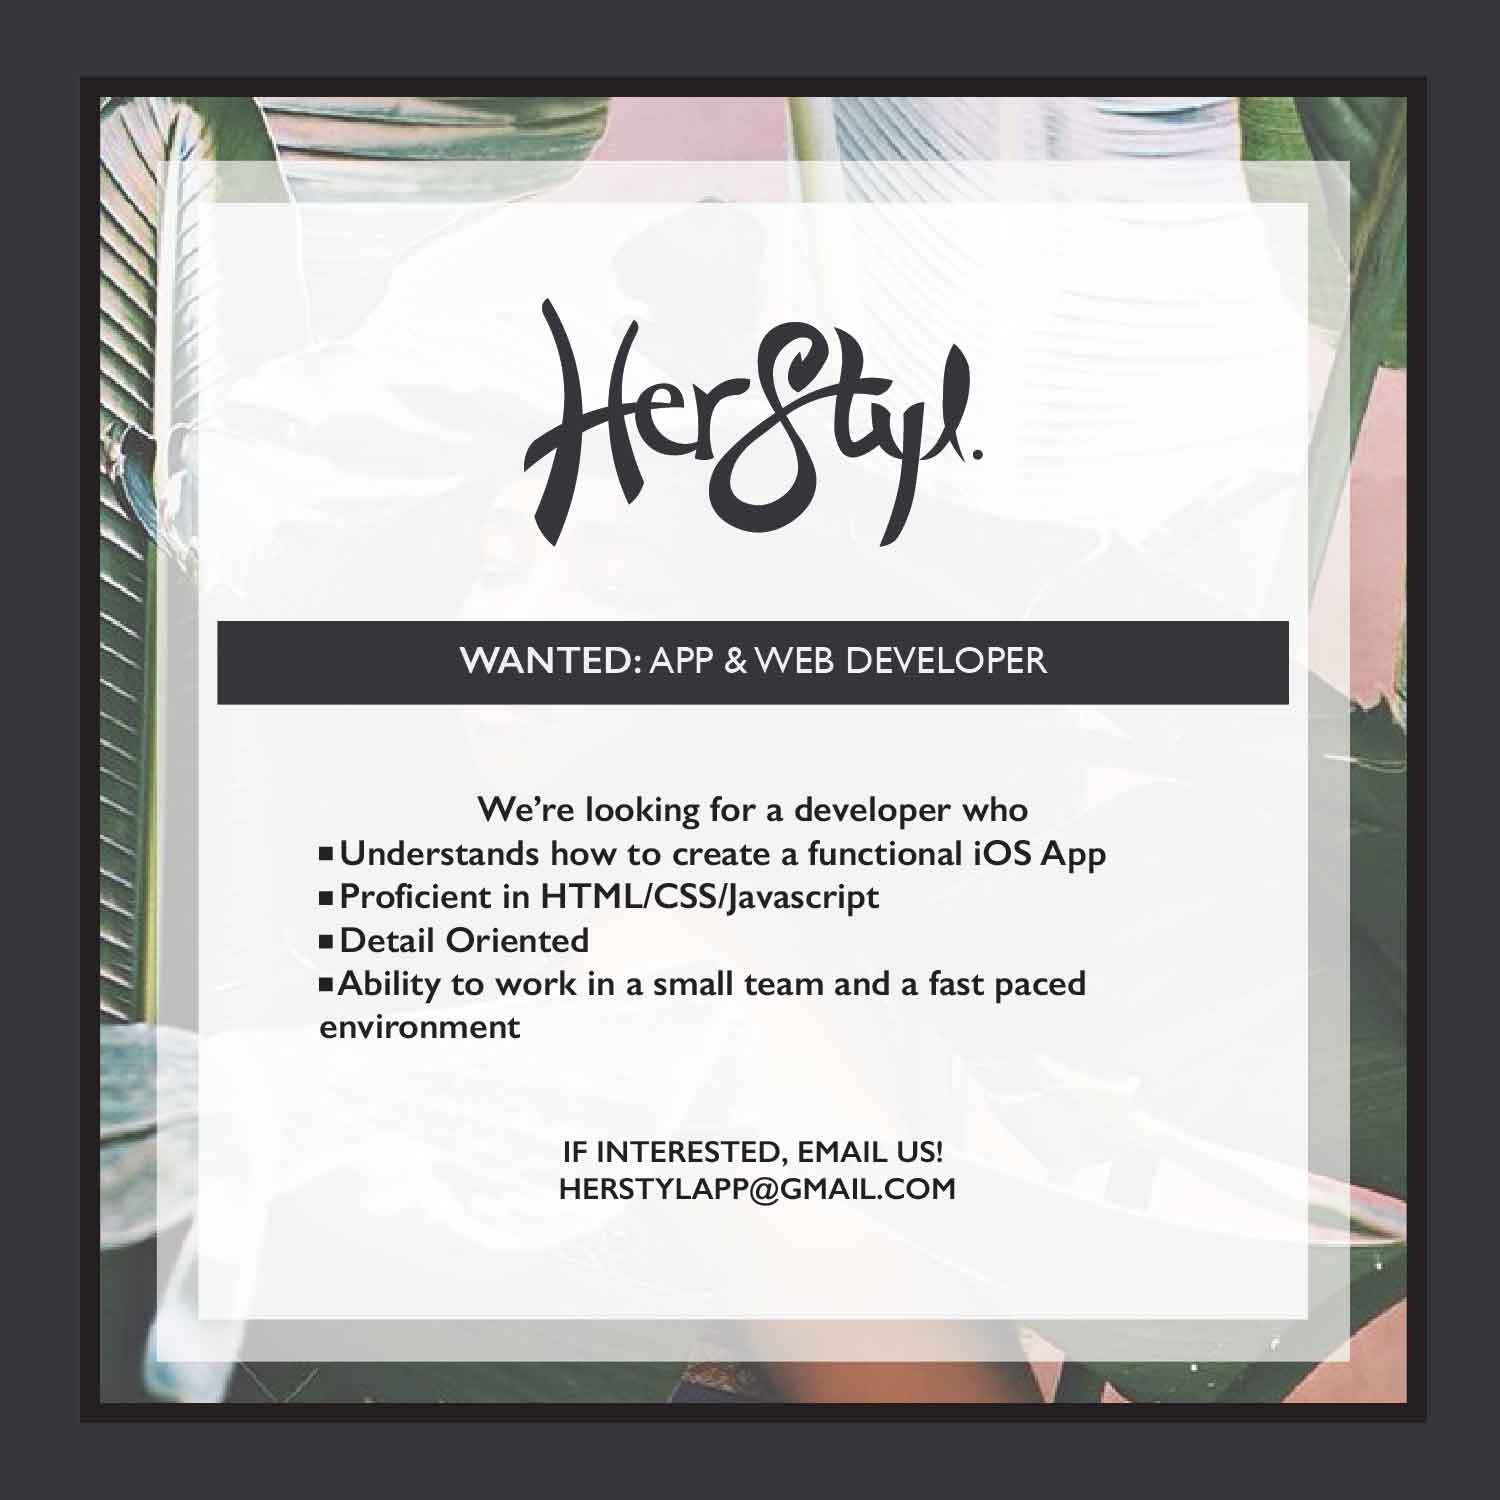 HerStyl.
WANTED: APP & WEB DEVELOPER
We’re looking for a developer who
▪Understands how to create a functional iOS App
▪Proficient in HTML/CSS/Javascript
▪Detail Oriented
▪Ability to work in a small team and a fast paced
environment
IF INTERESTED, EMAIL US!
HERSTYLAPP@GMAIL.COM